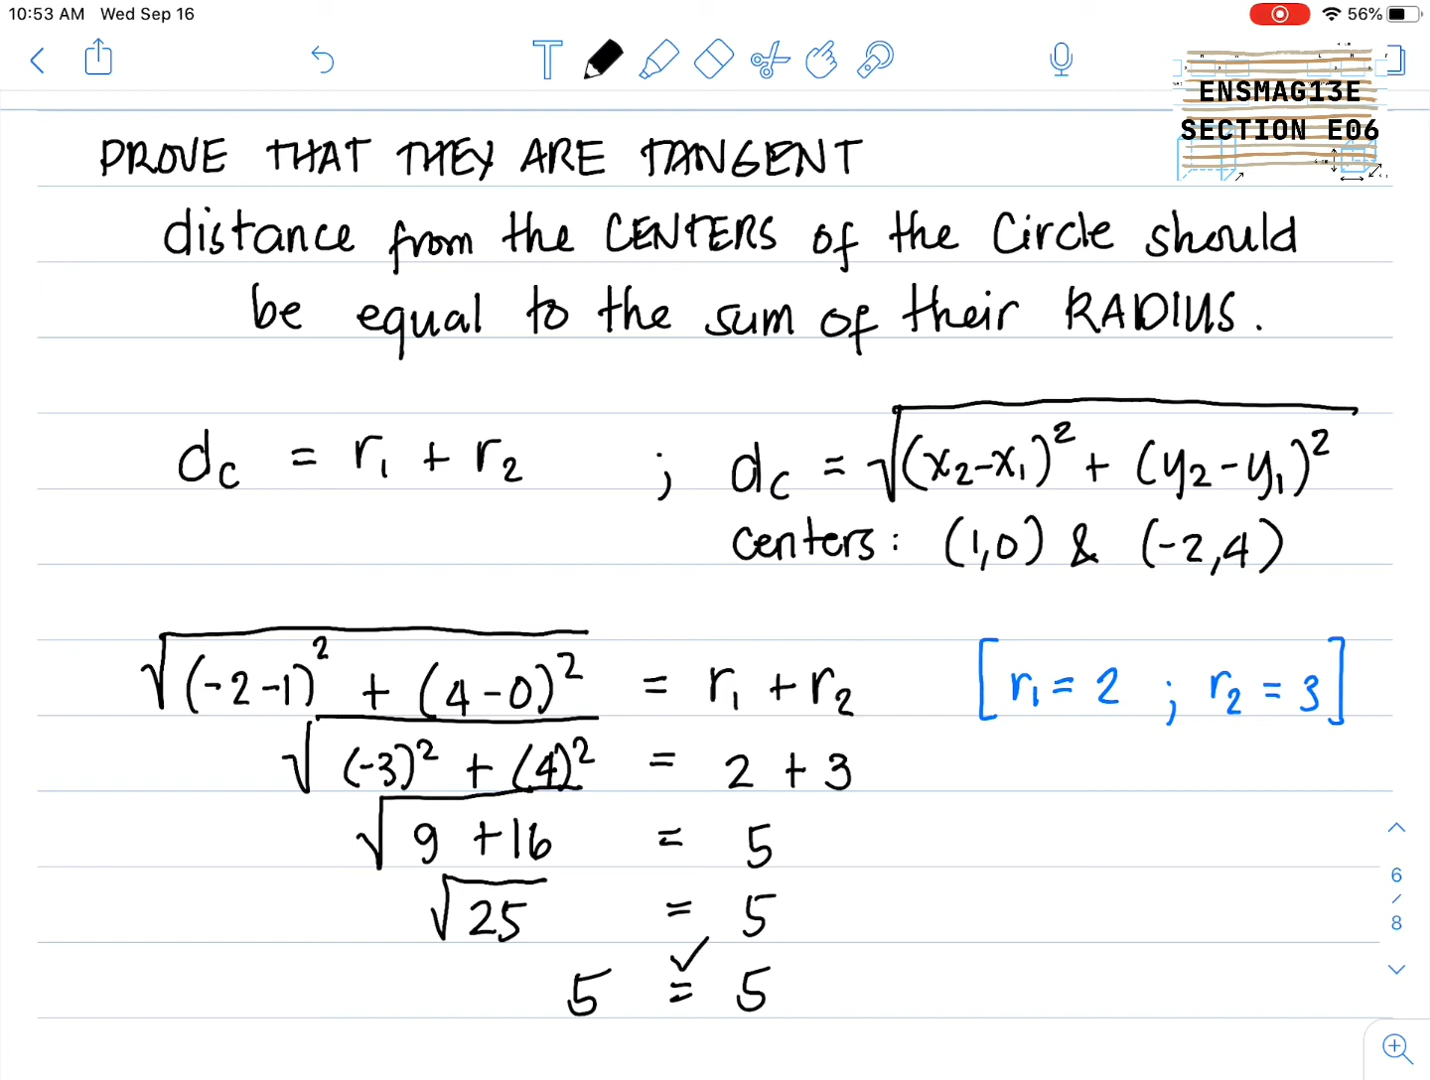 10:53 AM Wed Sep 16
56%
T
ENSMAG13E
SECTION E06
PROVE THAT THEY ARE TANGENT
distance from the CENTERS of the Circle should
be equal to the sum of their RADIUS.
dc = r₁ + r₂ ; dc = √((x₂-x₁)² + (y₂-y₁)²)
centers: (1,0) & (-2,4)
√((-2-1)² + (4-0)²) = r₁ + r₂ [r₁ = 2 ; r₂ = 3]
√((-3)² + (4)²) = 2 + 3
√(9 + 16) = 5
√25 = 5
5 = 5 ✓
6
/
8